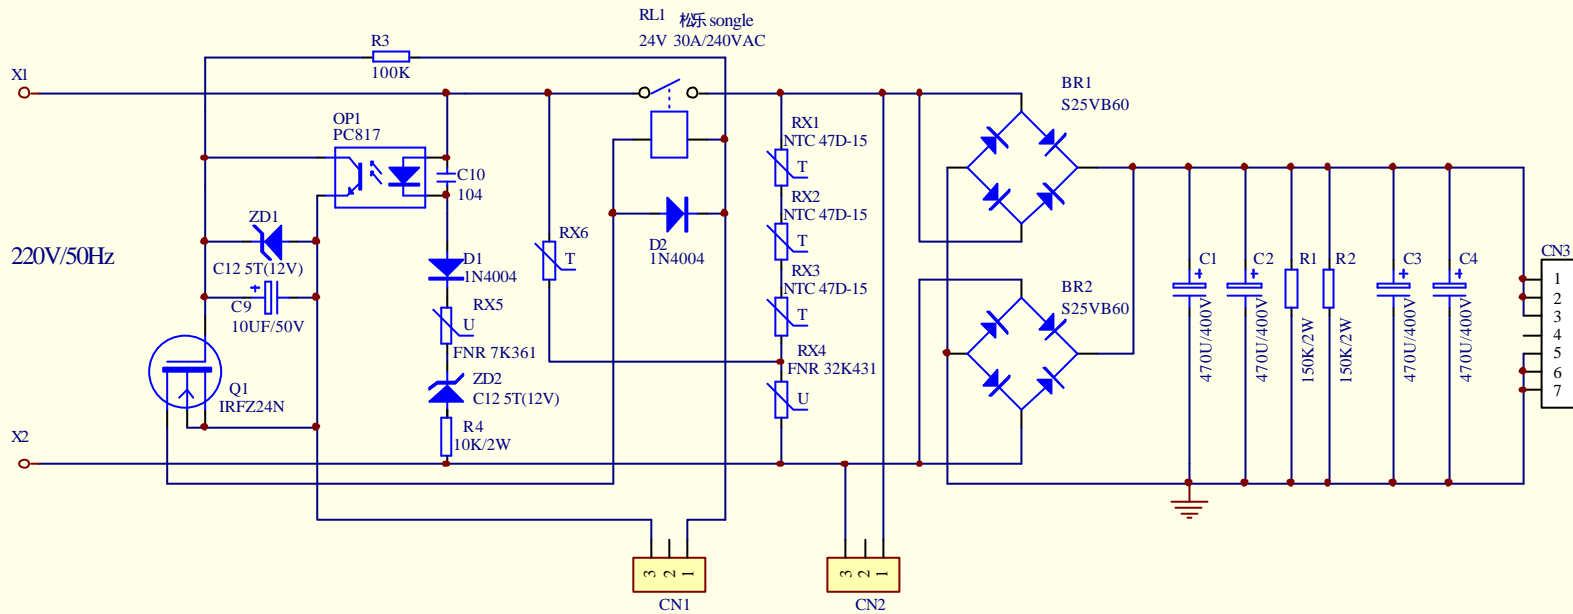 RL1 松乐 songle
24V 30A/240VAC
R3
100K
X1
BR1
S25VB60
OP1
PC817
RX1
NTC 47D-15
T
C10
104
RX2
NTC 47D-15
T
ZD1
C12 5T(12V)
220V/50Hz
RX6
T
D2
1N4004
D1
1N4004
RX3
NTC 47D-15
T
BR2
S25VB60
C1
470U/400V
C2
470U/400V
R1
150K/2W
R2
150K/2W
C3
470U/400V
C4
470U/400V
CN3
1
2
3
4
5
6
7
C9
10UF/50V
RX5
U
FNR 7K361
RX4
FNR 32K431
U
Q1
IRFZ24N
ZD2
C12 5T(12V)
R4
10K/2W
X2
3 2 1
CN1
3 2 1
CN2